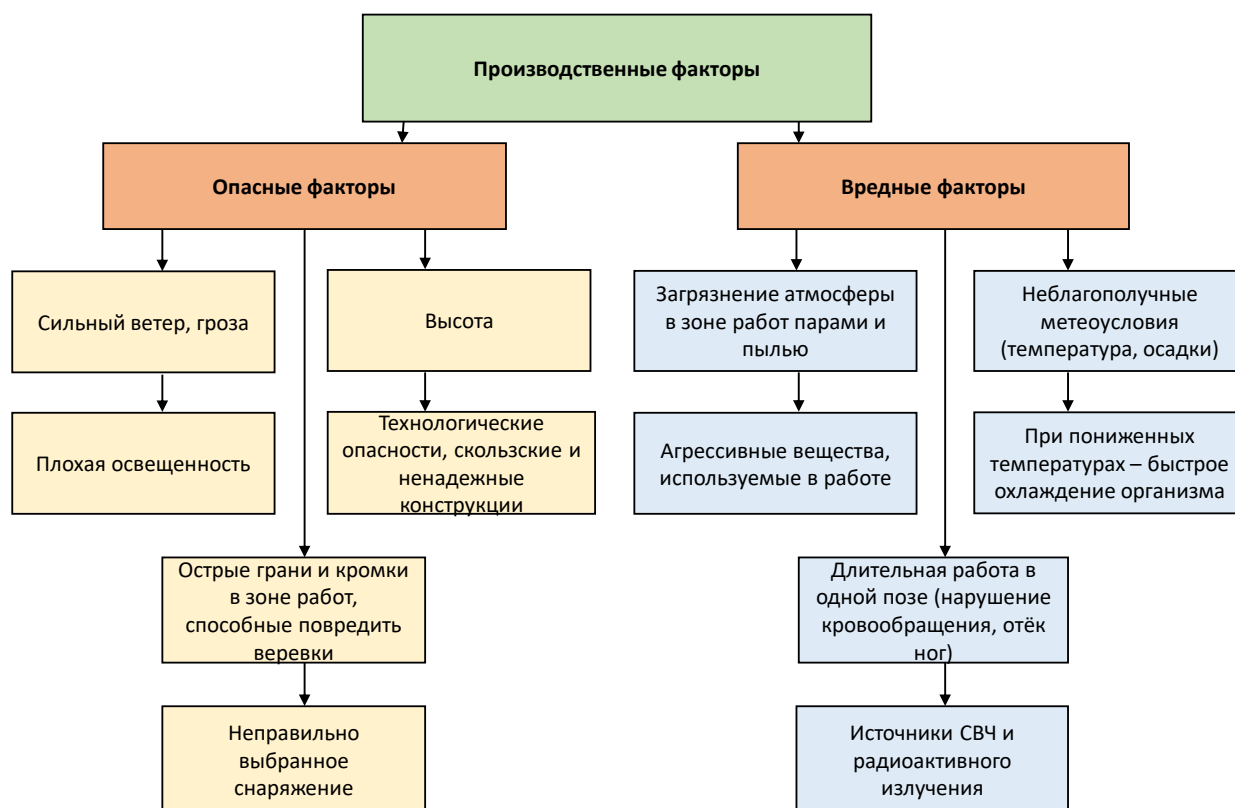 Производственные факторы
Опасные факторы
Вредные факторы
Сильный ветер, гроза
Высота
Загрязнение атмосферы
в зоне работ парами и
пылью
Неблагополучные
метеоусловия
(температура, осадки)
Плохая освещенность
Технологические
опасности, скользские и
ненадежные
конструкции
Агрессивные вещества,
используемые в работе
При пониженных
температурах – быстрое
охлаждение организма
Острые грани и кромки
в зоне работ,
способные повредить
веревки
Длительная работа в
одной позе (нарушение
кровообращения, отёк
ног)
Неправильно
выбранное
снаряжение
Источники СВЧ и
радиоактивного
излучения